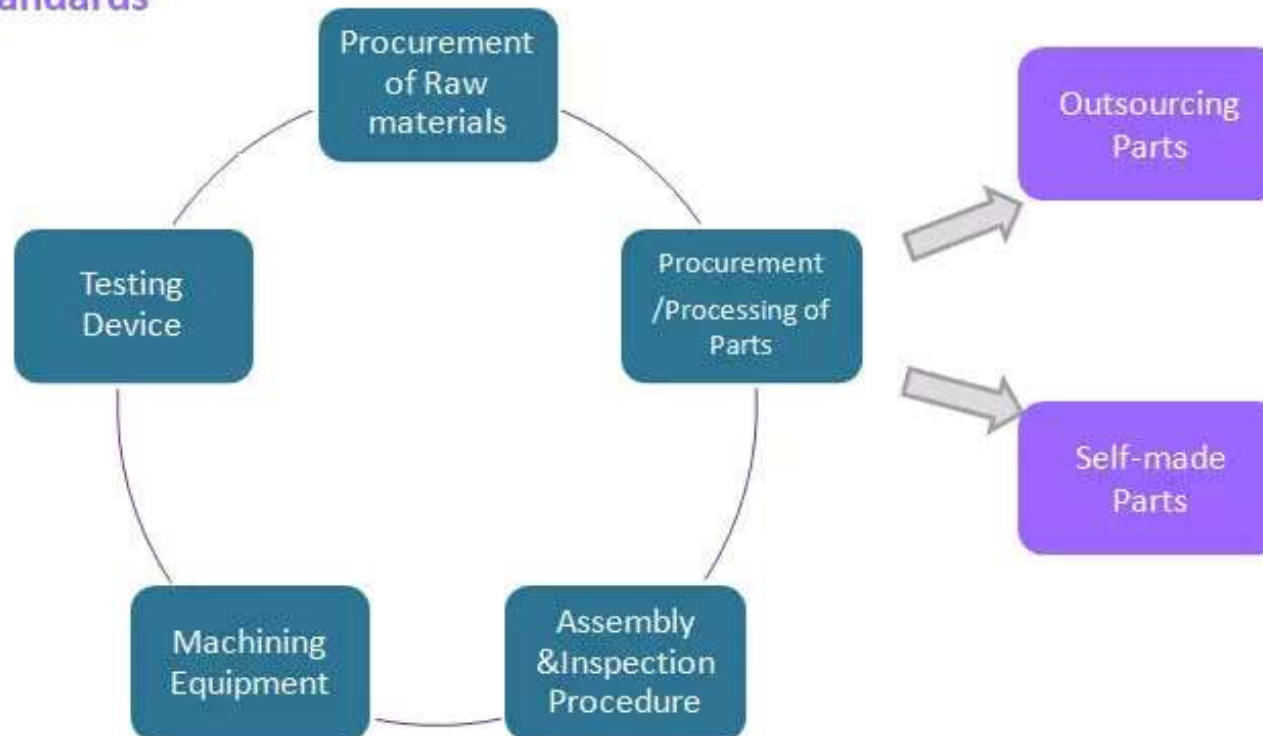 Procurement
of Raw
materials
Outsourcing
Parts
Procurement
/Processing of
Parts
Testing
Device
Self-made
Parts
Assembly
&Inspection
Procedure
Machining
Equipment